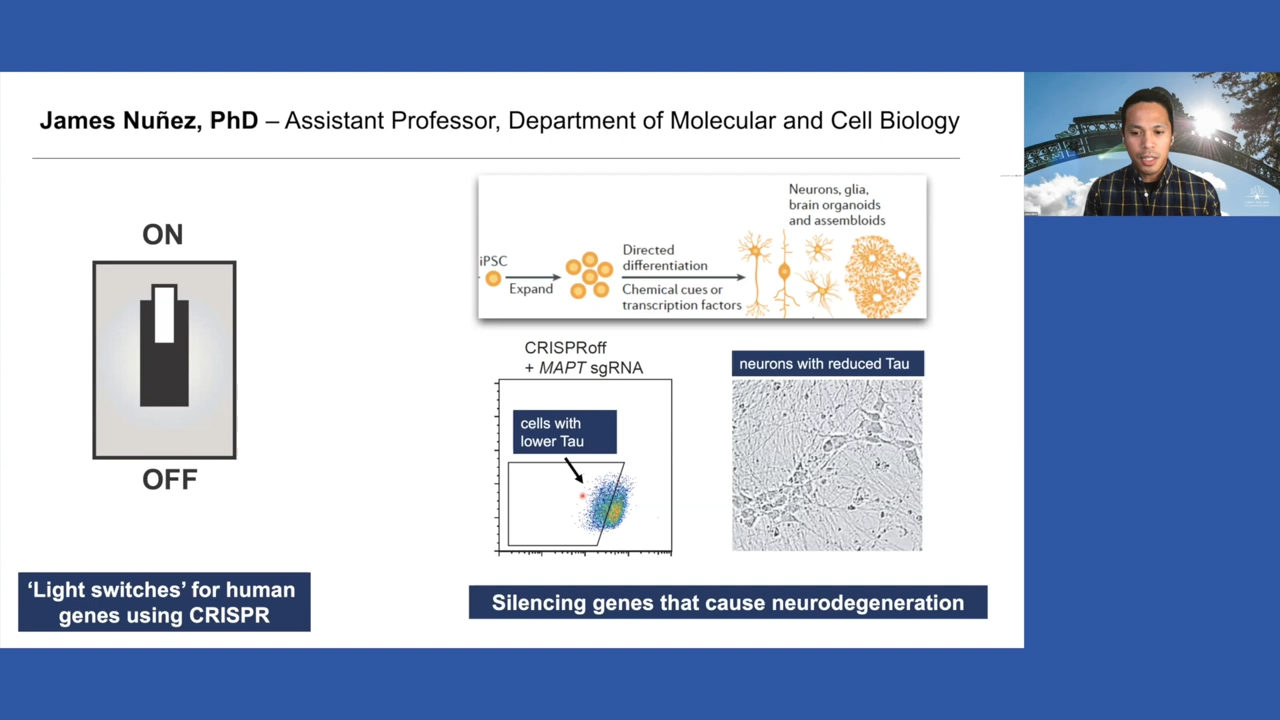 James Nuñez, PhD – Assistant Professor, Department of Molecular and Cell Biology
ON
OFF
'Light switches' for human
genes using CRISPR
Neurons, glia,
brain organoids
and assembloids
iPSC
Expand
Directed
differentiation
Chemical cues or
transcription factors
CRISPRoff
+ MAPT sgRNA
cells with
lower Tau
neurons with reduced Tau
Silencing genes that cause neurodegeneration